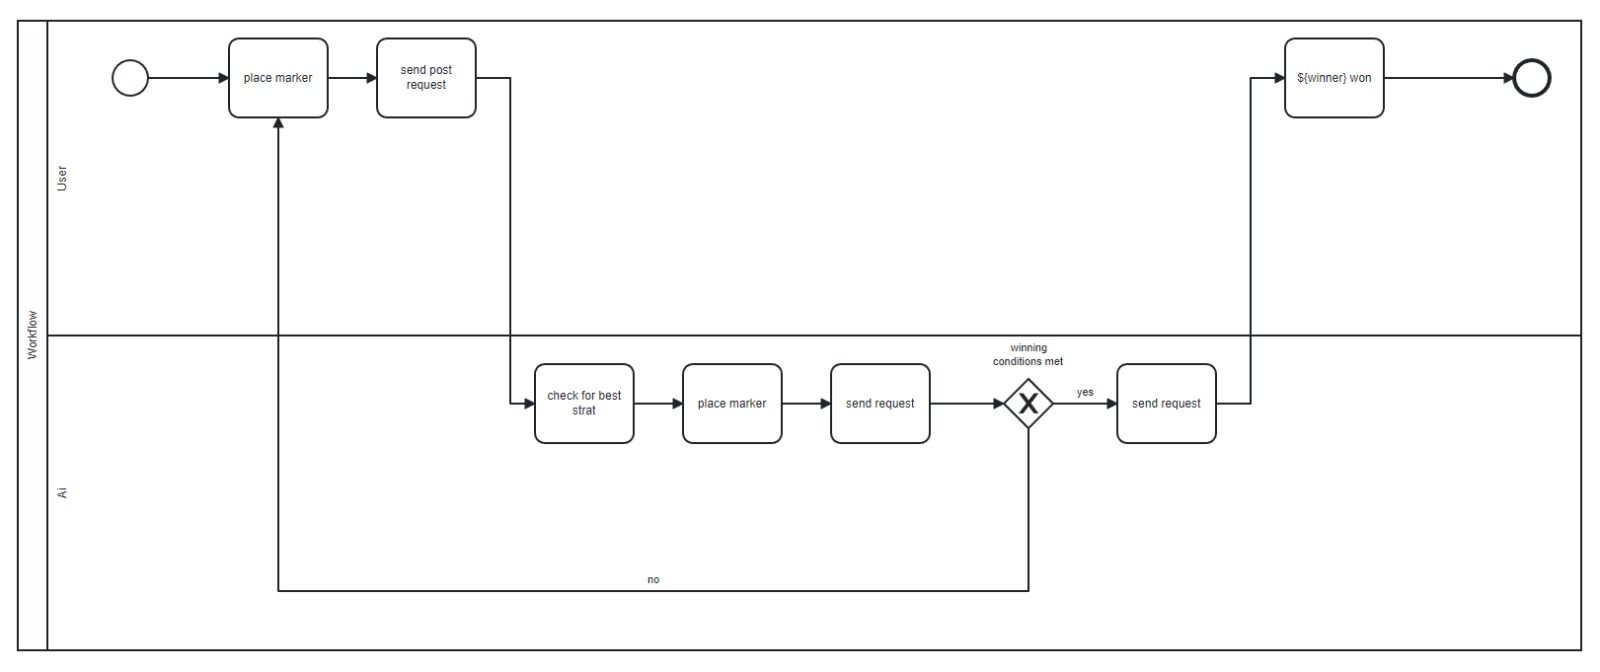 Workflow
User
place marker
send post
request
${winner} won
Ai
check for best
strat
place marker
send request
winning
conditions met
yes
send request
no